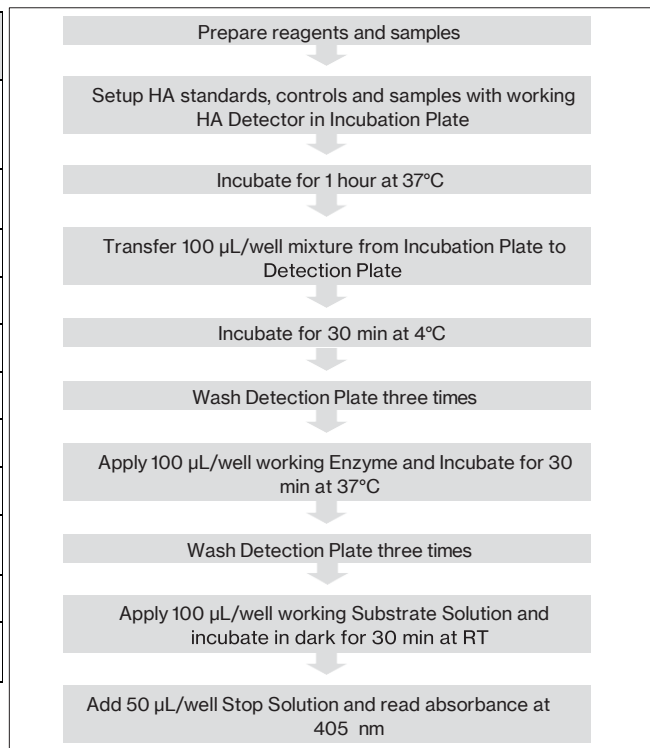 Prepare reagents and samples
Setup HA standards, controls and samples with working
HA Detector in Incubation Plate
Incubate for 1 hour at 37°C
Transfer 100 µL/well mixture from Incubation Plate to
Detection Plate
Incubate for 30 min at 4°C
Wash Detection Plate three times
Apply 100 µL/well working Enzyme and Incubate for 30
min at 37°C
Wash Detection Plate three times
Apply 100 µL/well working Substrate Solution and
incubate in dark for 30 min at RT
Add 50 µL/well Stop Solution and read absorbance at
405 nm